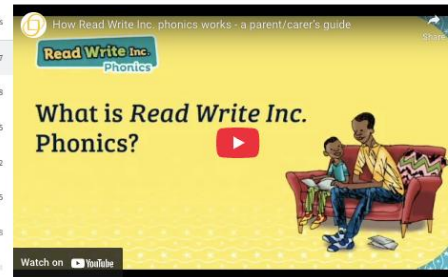 How Read Write Inc. phonics works - a parent/carer's guide
Share
Read Write Inc.
Phonics
What is Read Write Inc.
Phonics?
Watch on YouTube